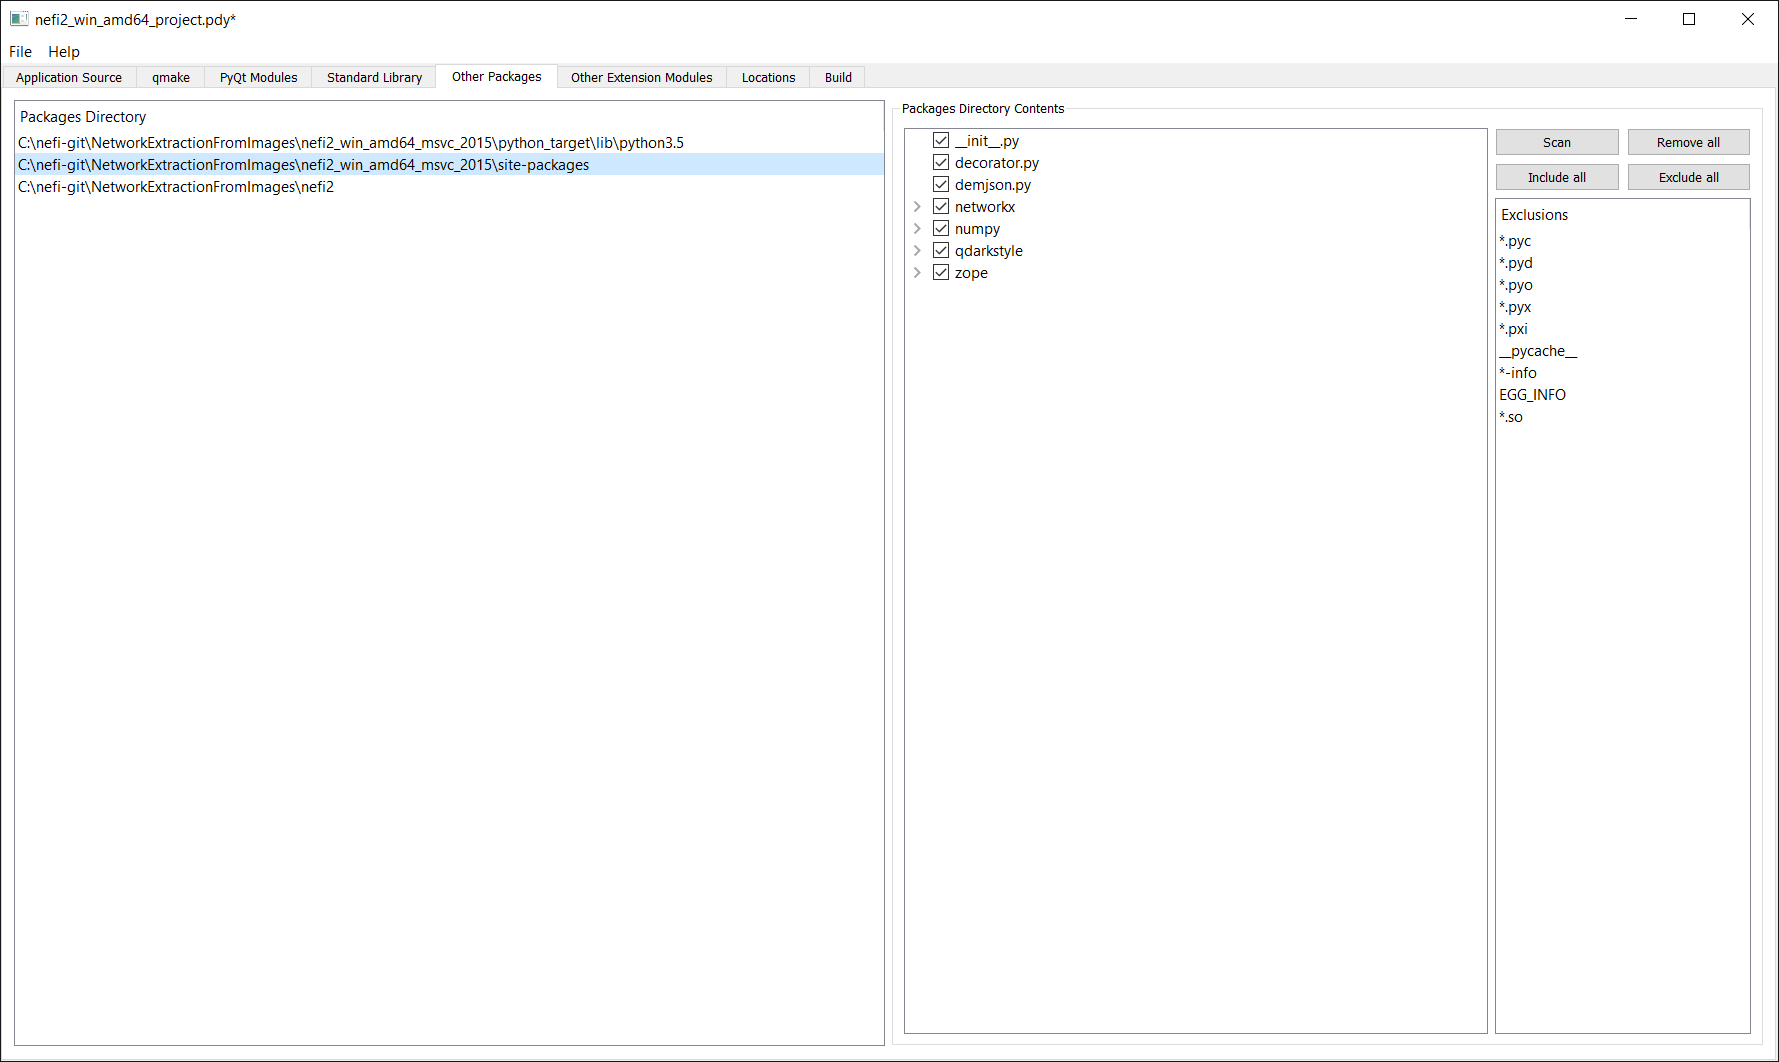 nefi2_win_amd64_project.pdy*
File Help
Application Source qmake PyQt Modules Standard Library Other Packages Other Extension Modules Locations Build
Packages Directory
C:\nefi-git\NetworkExtractionFromImages\nefi2_win_amd64_msvc_2015\python_target\lib\python3.5
C:\nefi-git\NetworkExtractionFromImages\nefi2_win_amd64_msvc_2015\site-packages
C:\nefi-git\NetworkExtractionFromImages\nefi2
Packages Directory Contents
__init__.py
decorator.py
demjson.py
networkx
numpy
qdarkstyle
zope
Scan Remove all
Include all Exclude all
Exclusions
*.pyc
*.pyd
*.pyo
*.pyx
*.pxi
__pycache__
*-info
EGG_INFO
*.so